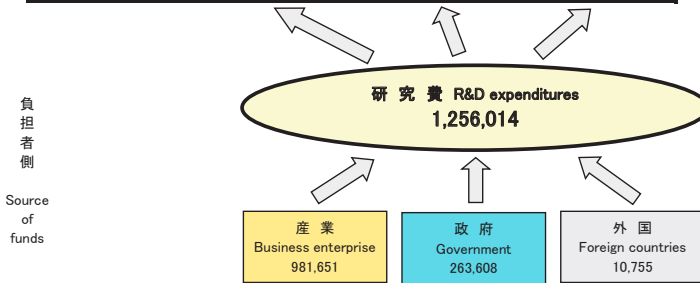 研 究 費 R&D expenditures
1,256,014
負
担
者
側
Source
of
funds
産 業
Business enterprise
981,651
政 府
Government
263,608
外 国
Foreign countries
10,755